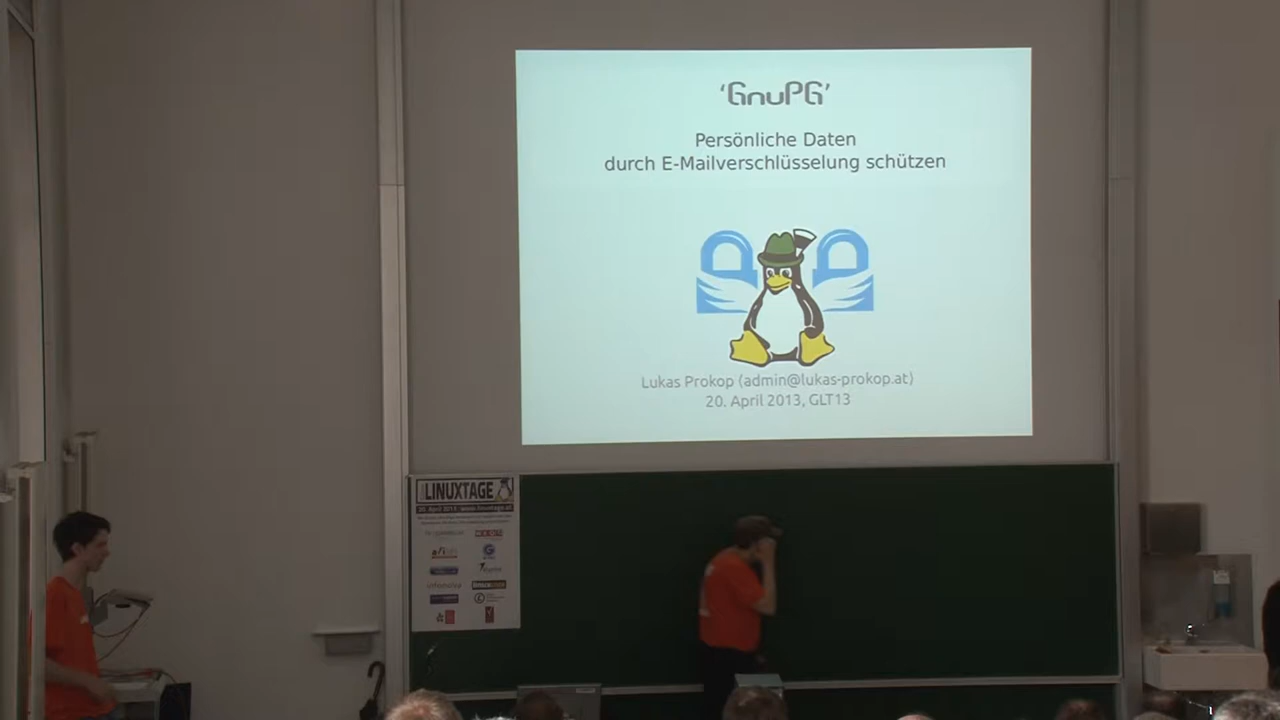 ‘GnuPG’
Persönliche Daten
durch E-Mailverschlüsselung schützen
Lukas Prokop (admin@lukas-prokop.at)
20. April 2013, GLT13
LINUXTAGE